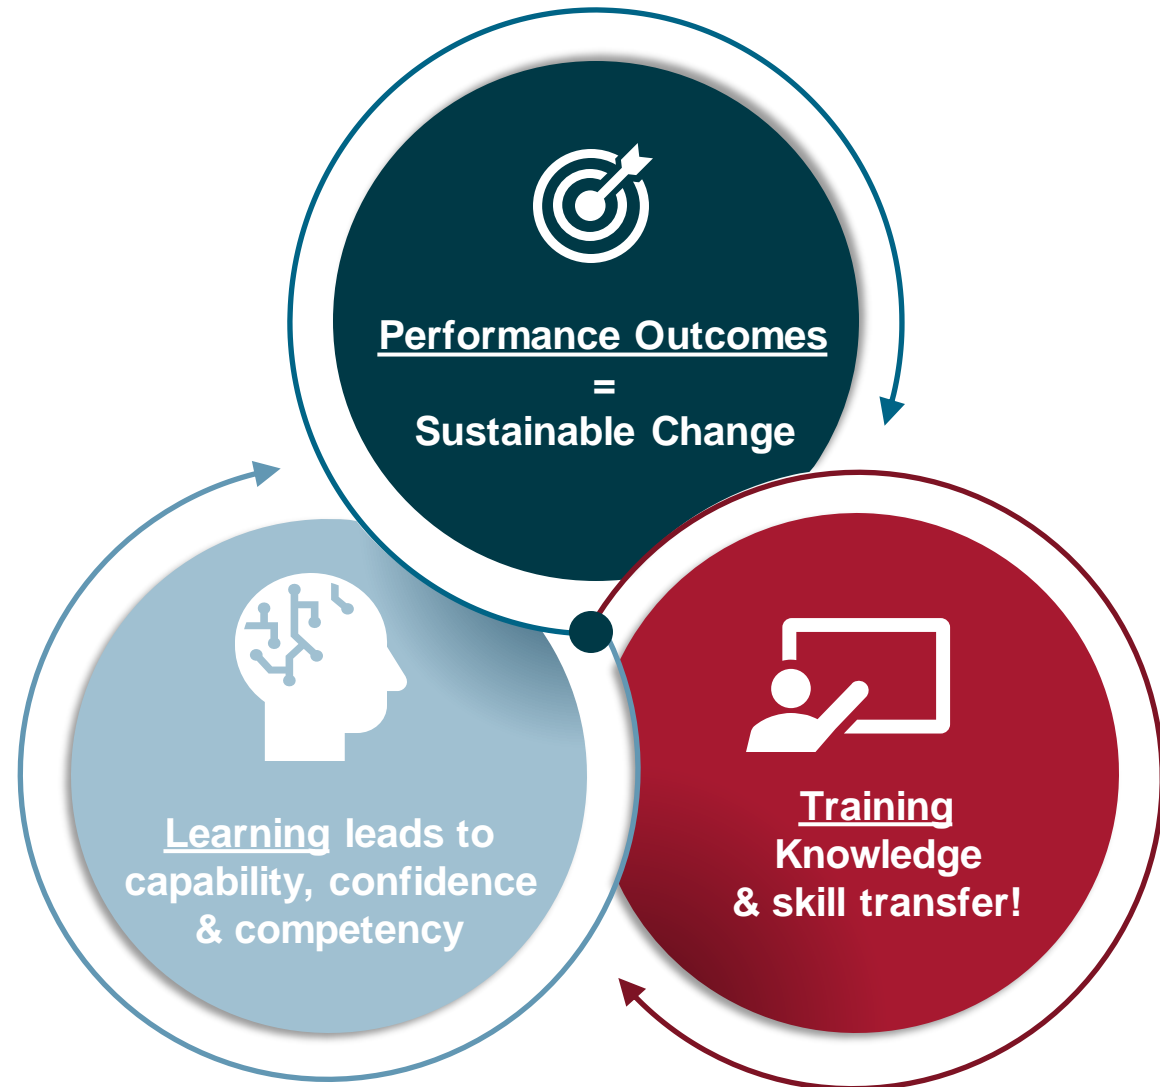 Performance Outcomes
=
Sustainable Change
Learning leads to
capability, confidence
& competency
Training
Knowledge
& skill transfer!